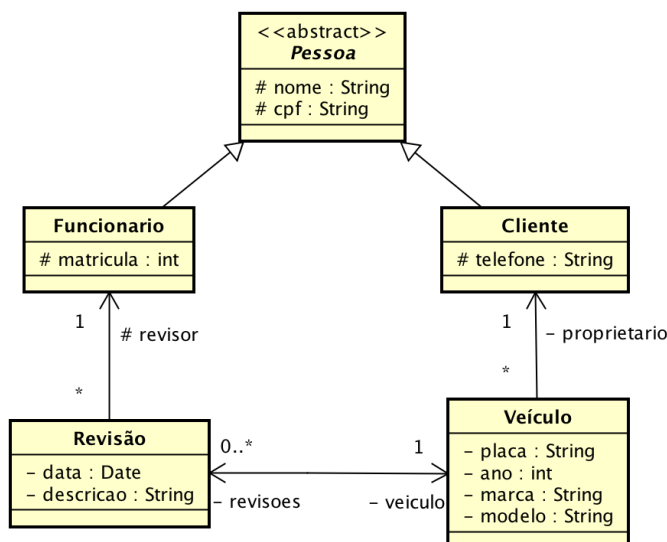 <<abstract>>
Pessoa
# nome : String
# cpf : String
Funcionario
# matricula : int
Cliente
# telefone : String
1
# revisor
*
1
- proprietario
*
Revisão
- data : Date
- descricao : String
0..*
1
- revisoes
- veiculo
Veículo
- placa : String
- ano : int
- marca : String
- modelo : String